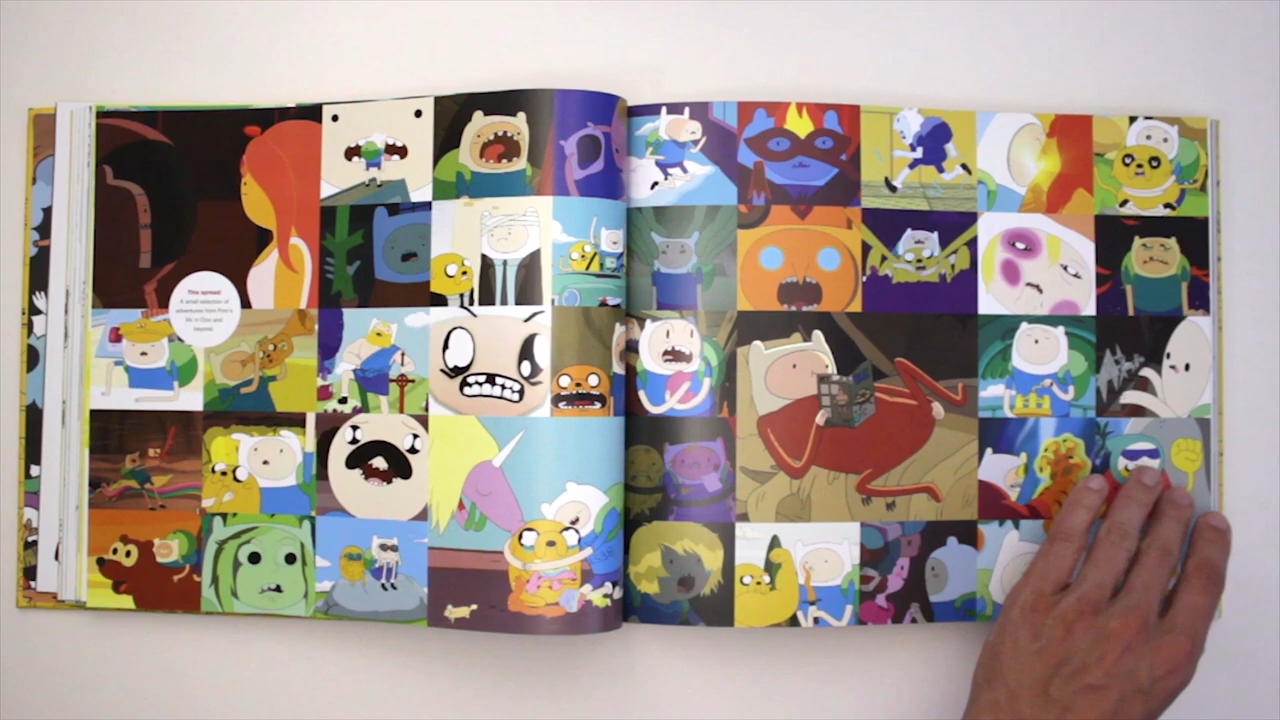 This spread:
A small selection of
adventures from Finn's
life in Ooo and
beyond.